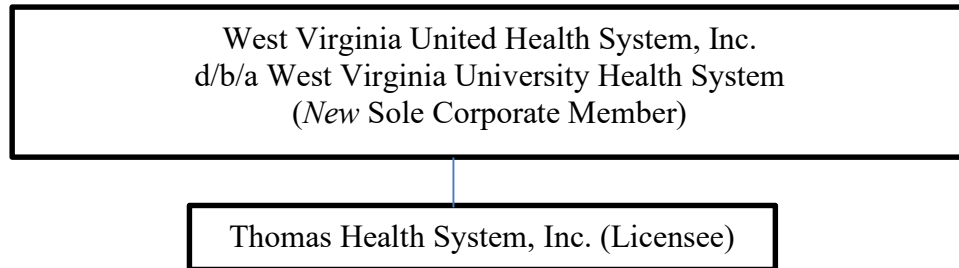 West Virginia United Health System, Inc.
d/b/a West Virginia University Health System
(New Sole Corporate Member)
Thomas Health System, Inc. (Licensee)